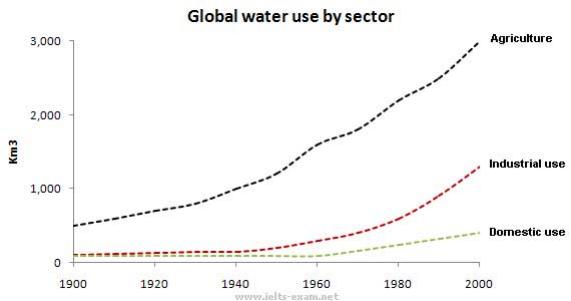 Global water use by sector
3,000
2,000
1,000
0
Km3
Agriculture
Industrial use
Domestic use
1900 1920 1940 1960 1980 2000
www.ielts-exam.net